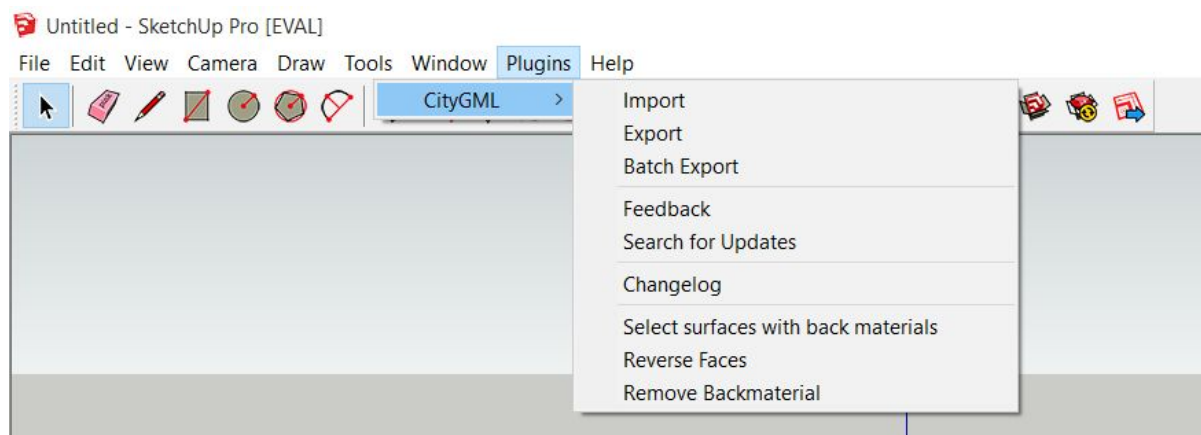 Untitled - SketchUp Pro [EVAL]
File Edit View Camera Draw Tools Window Plugins Help
CityGML
Import
Export
Batch Export
Feedback
Search for Updates
Changelog
Select surfaces with back materials
Reverse Faces
Remove Backmaterial